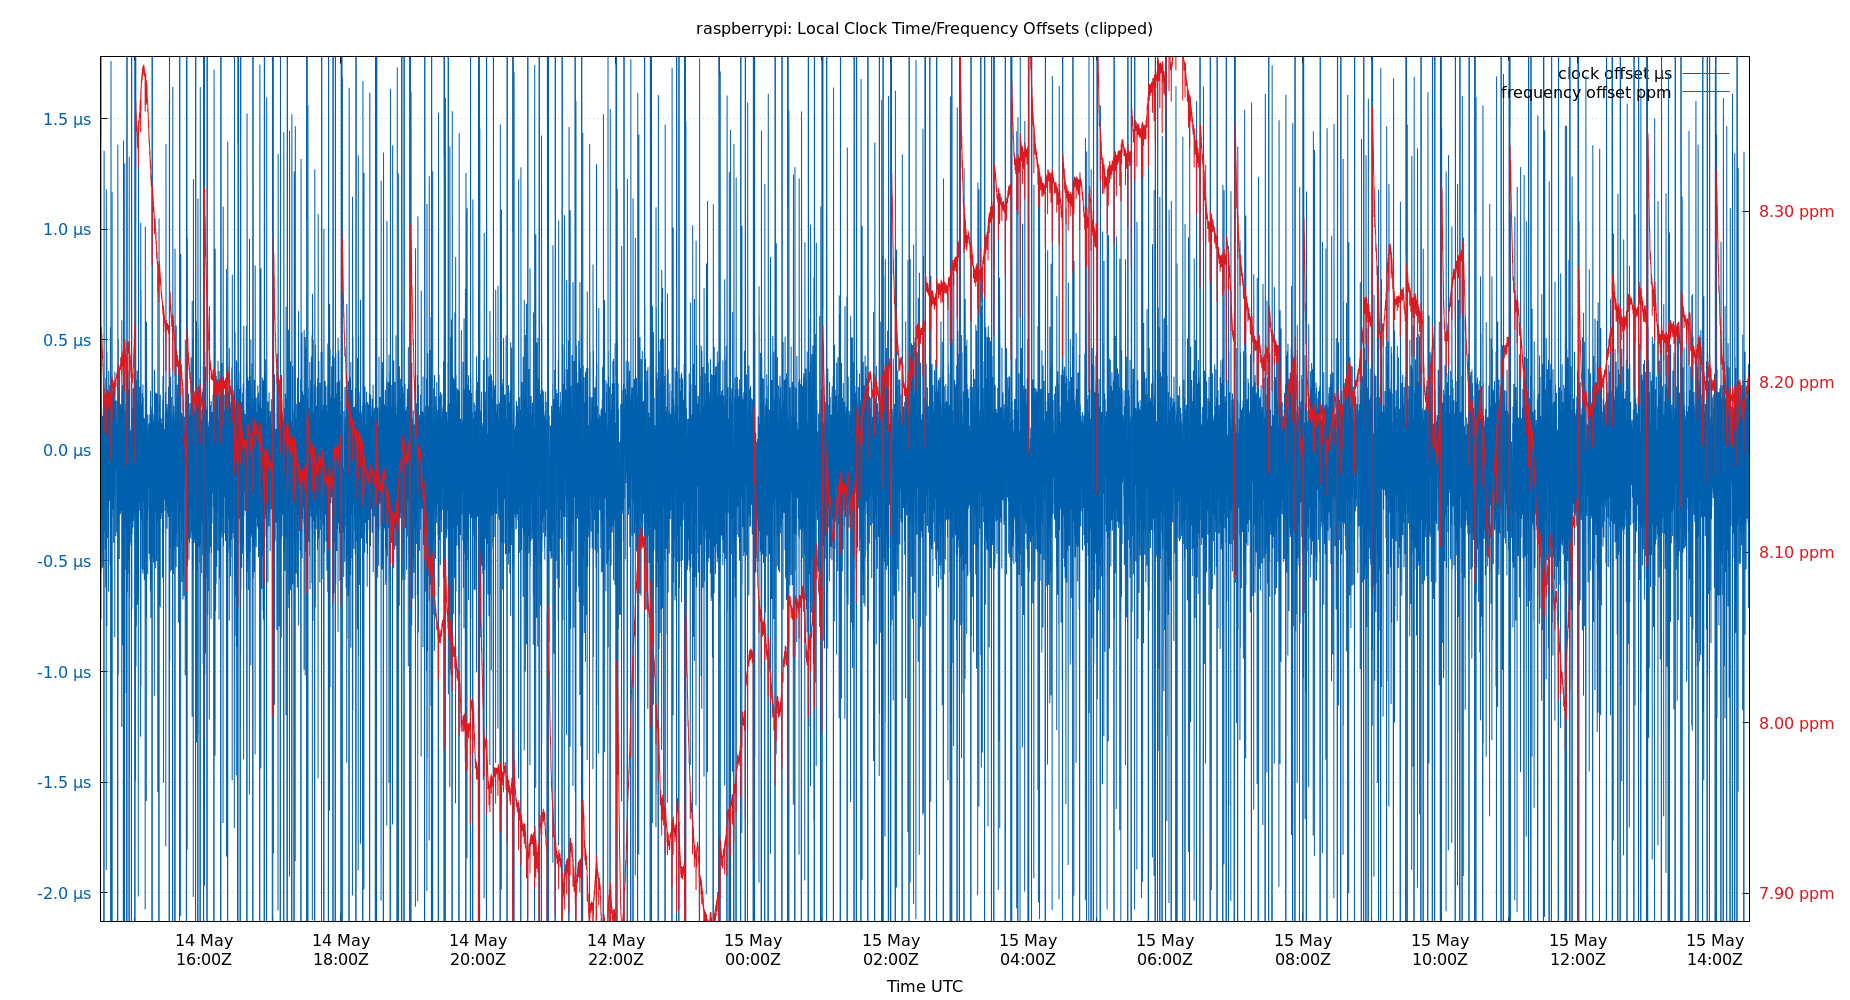 raspberrypi: Local Clock Time/Frequency Offsets (clipped)
clock offset µs
frequency offset ppm
1.5 µs
1.0 µs
0.5 µs
0.0 µs
-0.5 µs
-1.0 µs
-1.5 µs
-2.0 µs
8.30 ppm
8.20 ppm
8.10 ppm
8.00 ppm
7.90 ppm
14 May 14 May 14 May 14 May 15 May 15 May 15 May 15 May 15 May 15 May 15 May 15 May
16:00Z 18:00Z 20:00Z 22:00Z 00:00Z 02:00Z 04:00Z 06:00Z 08:00Z 10:00Z 12:00Z 14:00Z
Time UTC